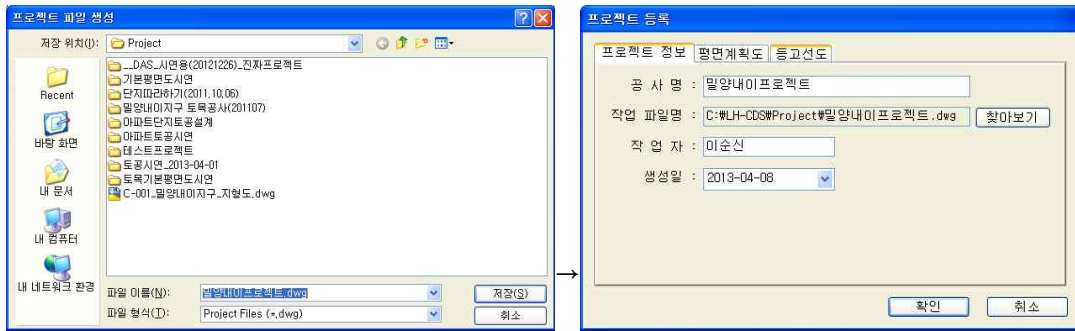 프로젝트 파일 생성
저장 위치(I): Project
Recent
바탕 화면
내 문서
내 컴퓨터
내 네트워크 환경
__DAS_시연용(20121226)_진짜프로젝트
기본평면도시연
단지따라하기(2011,10,06)
밀양내이지구 토목공사(201107)
아파트단지토공설계
아파트토공시연
테스트프로젝트
토공시연_2013-04-01
토목기본평면도시연
C-001_밀양내이지구_지형도,dwg
파일 이름(N): 밀양내이프로젝트.dwg 저장(S)
파일 형식(T): Project Files (*,dwg) 취소
→
프로젝트 등록
프로젝트 정보 평면계획도 등고선도
공 사 명 : 밀양내이프로젝트
작업 파일명 : C:₩LH-CDS₩Project₩밀양내이프로젝트.dwg 찾아보기
작 업 자 : 이순신
생성일 : 2013-04-08
확인 취소